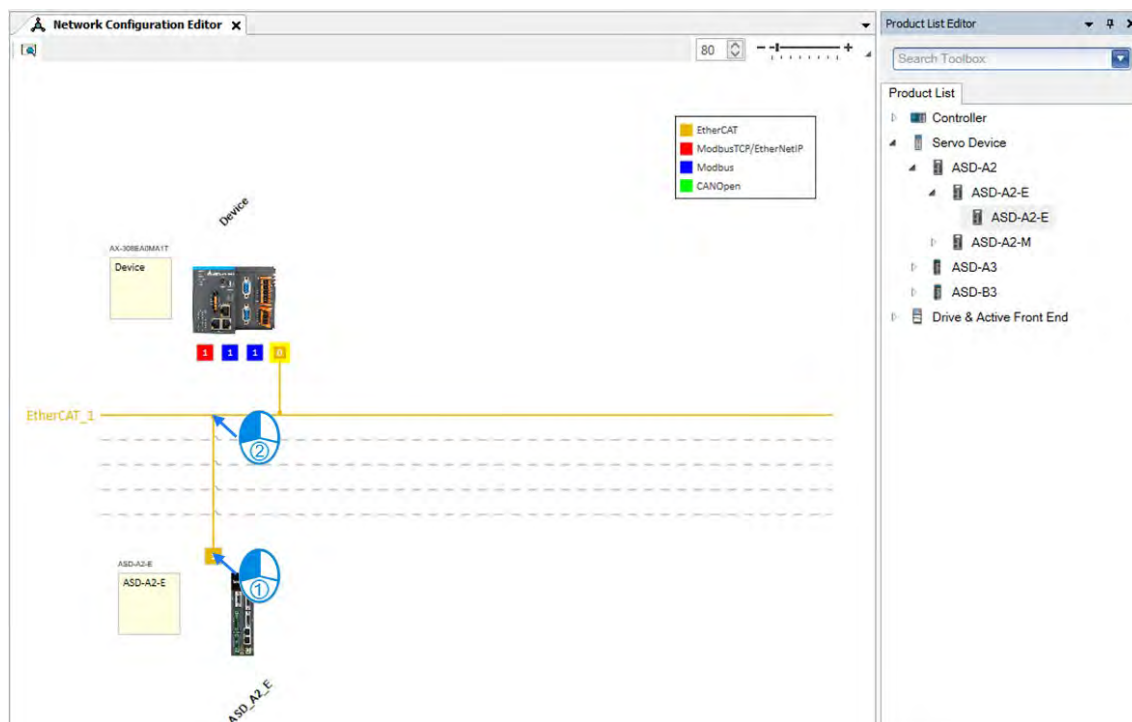 Network Configuration Editor
80
EtherCAT
ModbusTCP/EtherNetIP
Modbus
CANOpen
Device
AX-308EA0MA1T
Device
1 1 1
EtherCAT_1
②
①
ASD-A2-E
ASD-A2-E
ASD_A2_E
Product List Editor
Search Toolbox
Product List
Controller
Servo Device
ASD-A2
ASD-A2-E
ASD-A2-E
ASD-A2-M
ASD-A3
ASD-B3
Drive & Active Front End